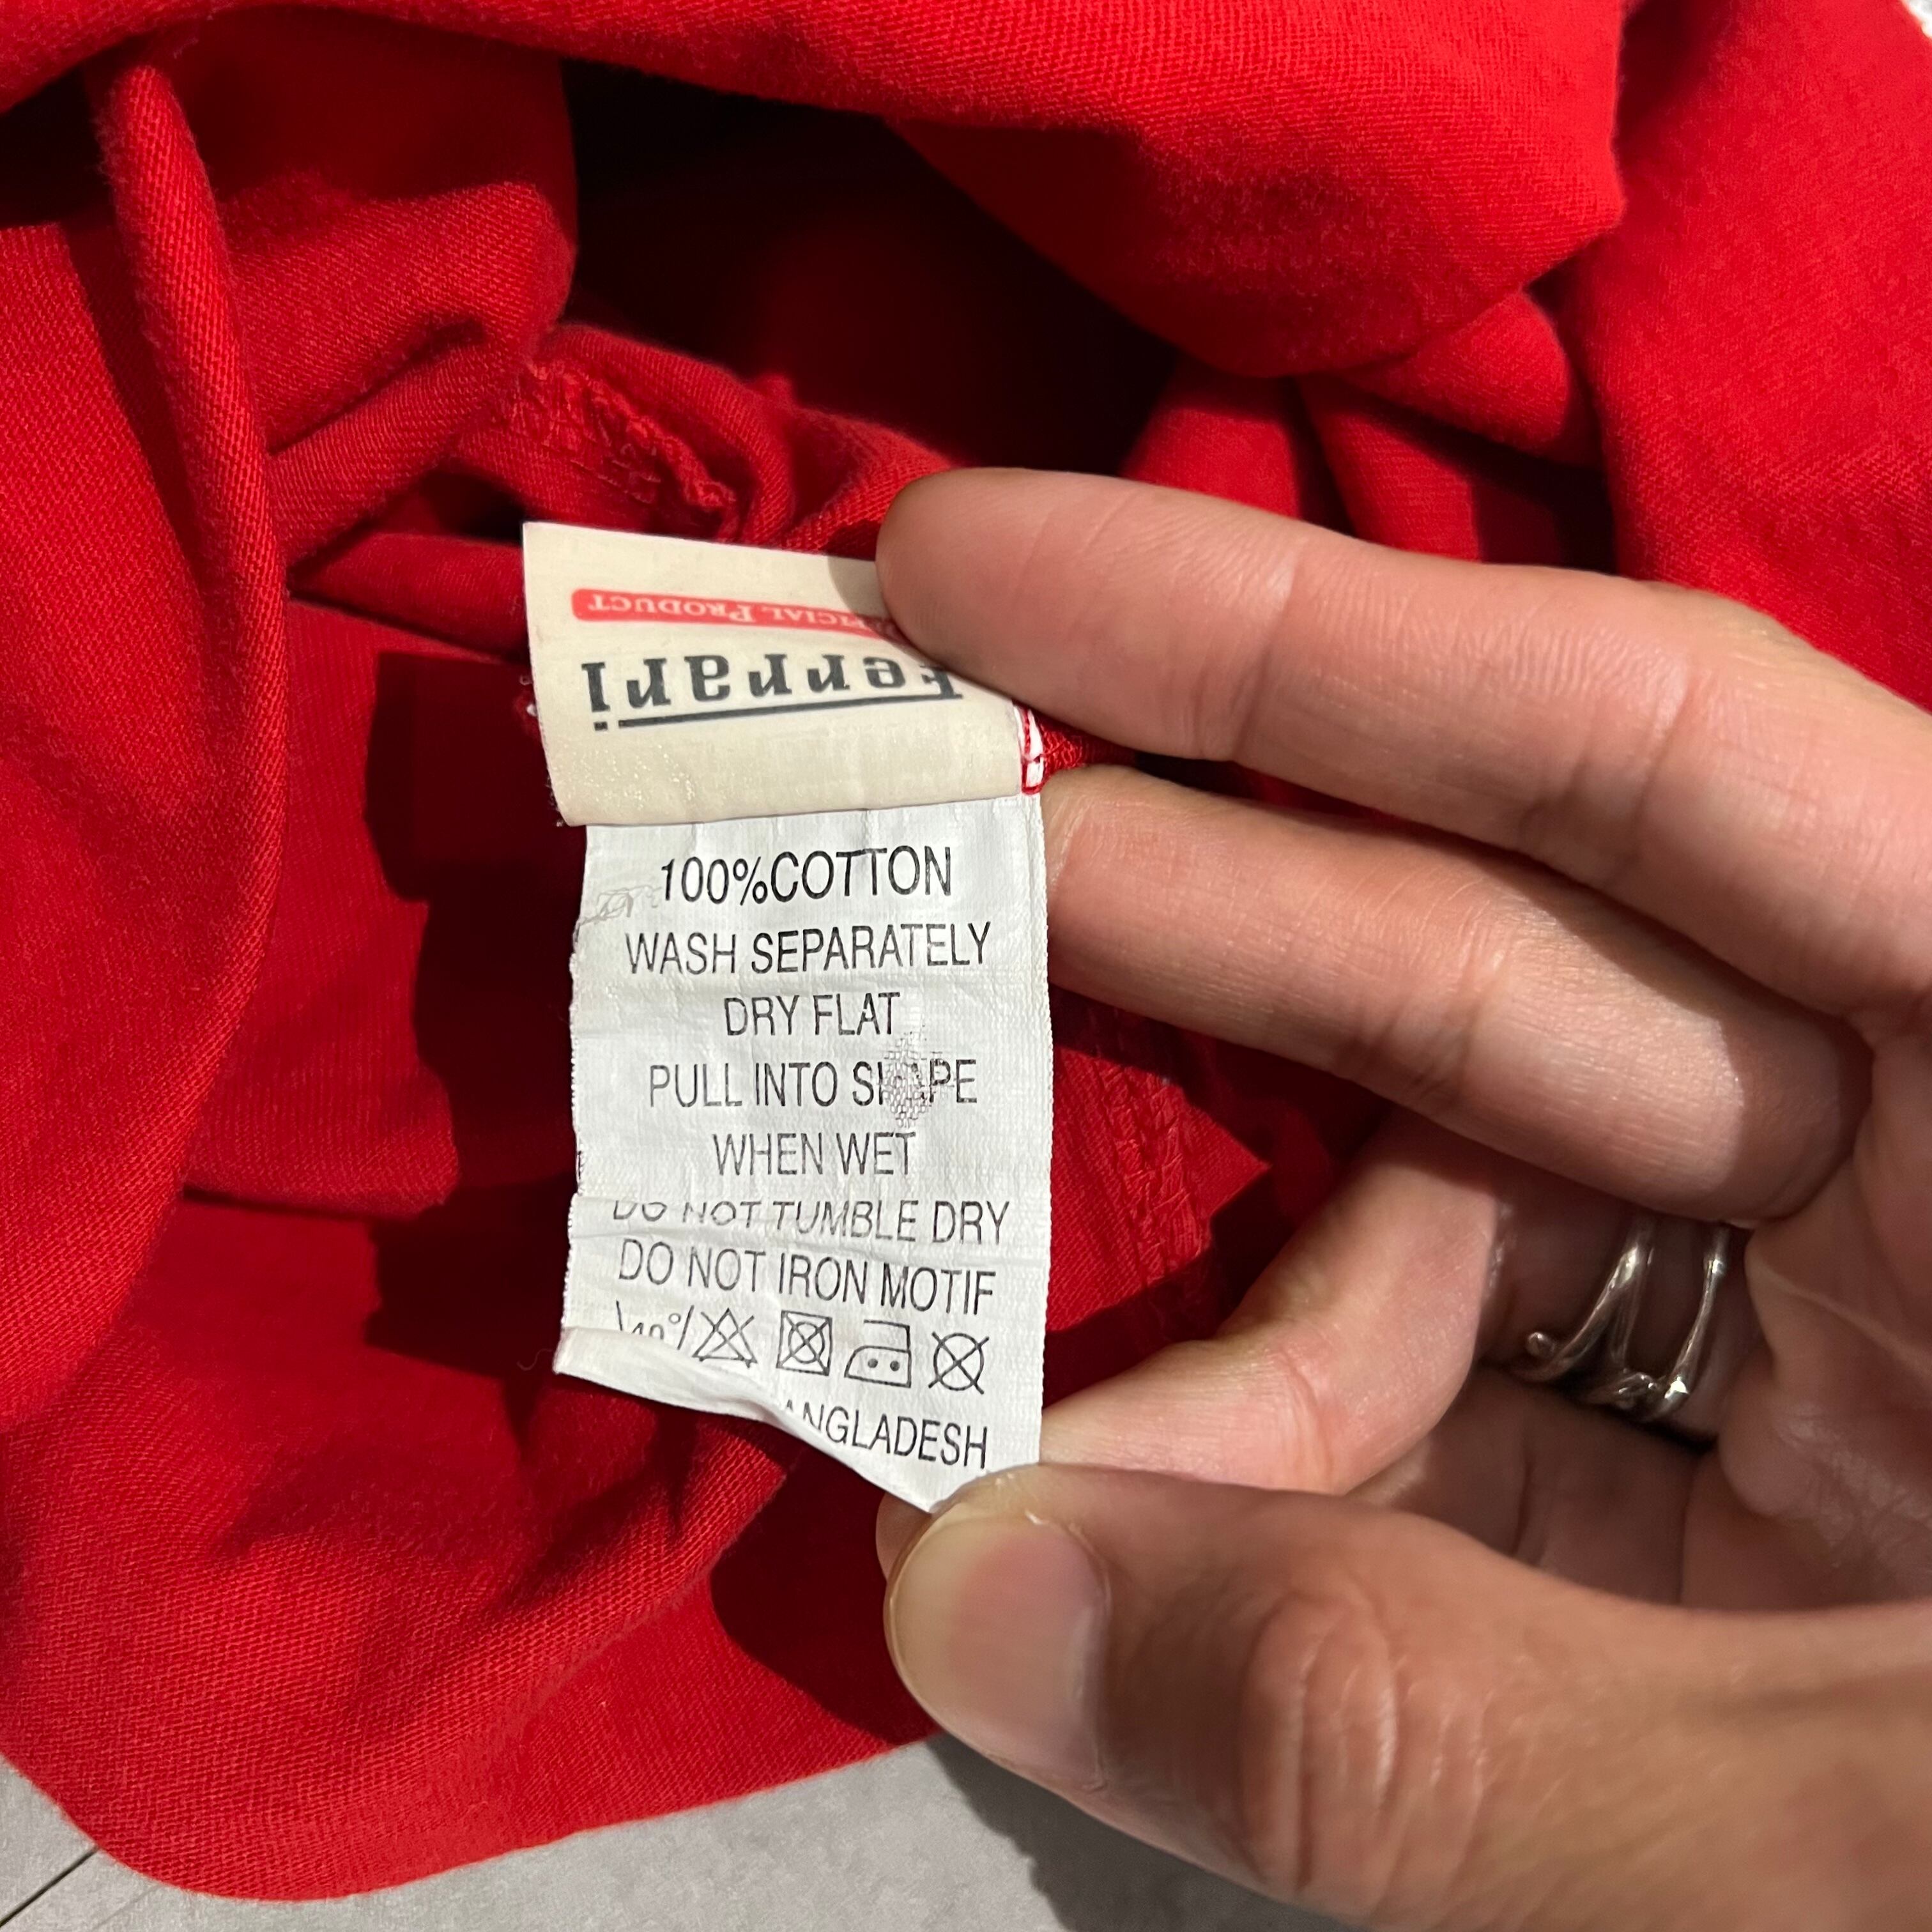 OFFICIAL PRODUCT
Ferrari
100%COTTON
WASH SEPARATELY
DRY FLAT
PULL INTO SHAPE
WHEN WET
DO NOT TUMBLE DRY
DO NOT IRON MOTIF
40°
BANGLADESH